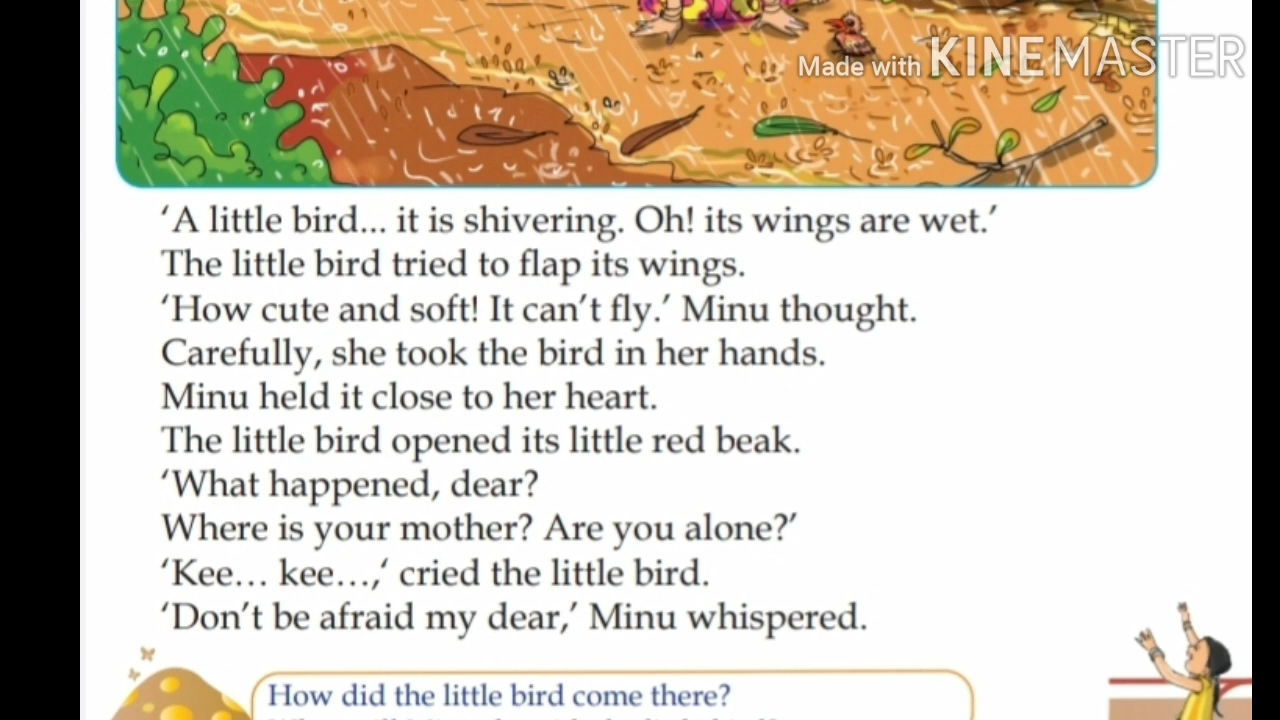 Made with KINEMASTER
‘A little bird... it is shivering. Oh! its wings are wet.’
The little bird tried to flap its wings.
‘How cute and soft! It can’t fly.’ Minu thought.
Carefully, she took the bird in her hands.
Minu held it close to her heart.
The little bird opened its little red beak.
‘What happened, dear?
Where is your mother? Are you alone?’
‘Kee… kee…,‘ cried the little bird.
‘Don’t be afraid my dear,’ Minu whispered.
How did the little bird come there?